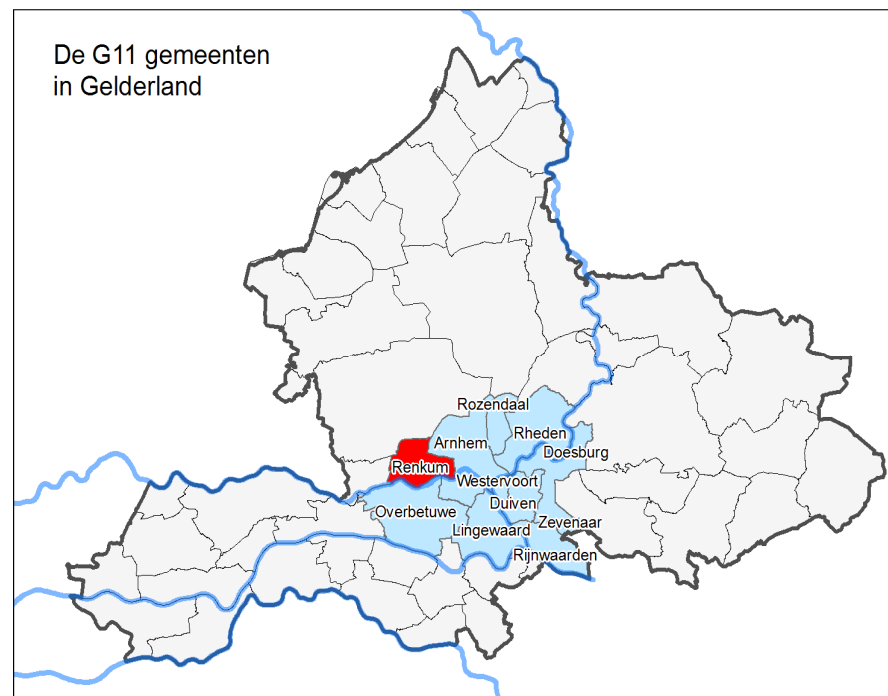 De G11 gemeenten
in Gelderland
Rozendaal
Rheden
Arnhem
Doesburg
Renkum
Westervoort
Duiven
Overbetuwe
Zevenaar
Lingewaard
Rijnwaarden